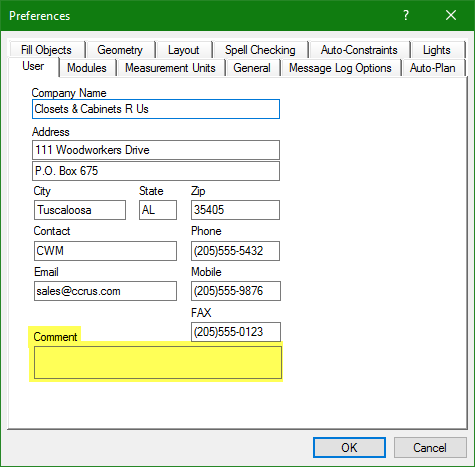 Preferences
?
Fill Objects Geometry Layout Spell Checking Auto-Constraints Lights
User Modules Measurement Units General Message Log Options Auto-Plan
Company Name
Closets & Cabinets R Us
Address
111 Woodworkers Drive
P.O. Box 675
City State Zip
Tuscaloosa AL 35405
Contact Phone
CWM (205)555-5432
Email Mobile
sales@ccrus.com (205)555-9876
FAX
(205)555-0123
Comment
OK Cancel